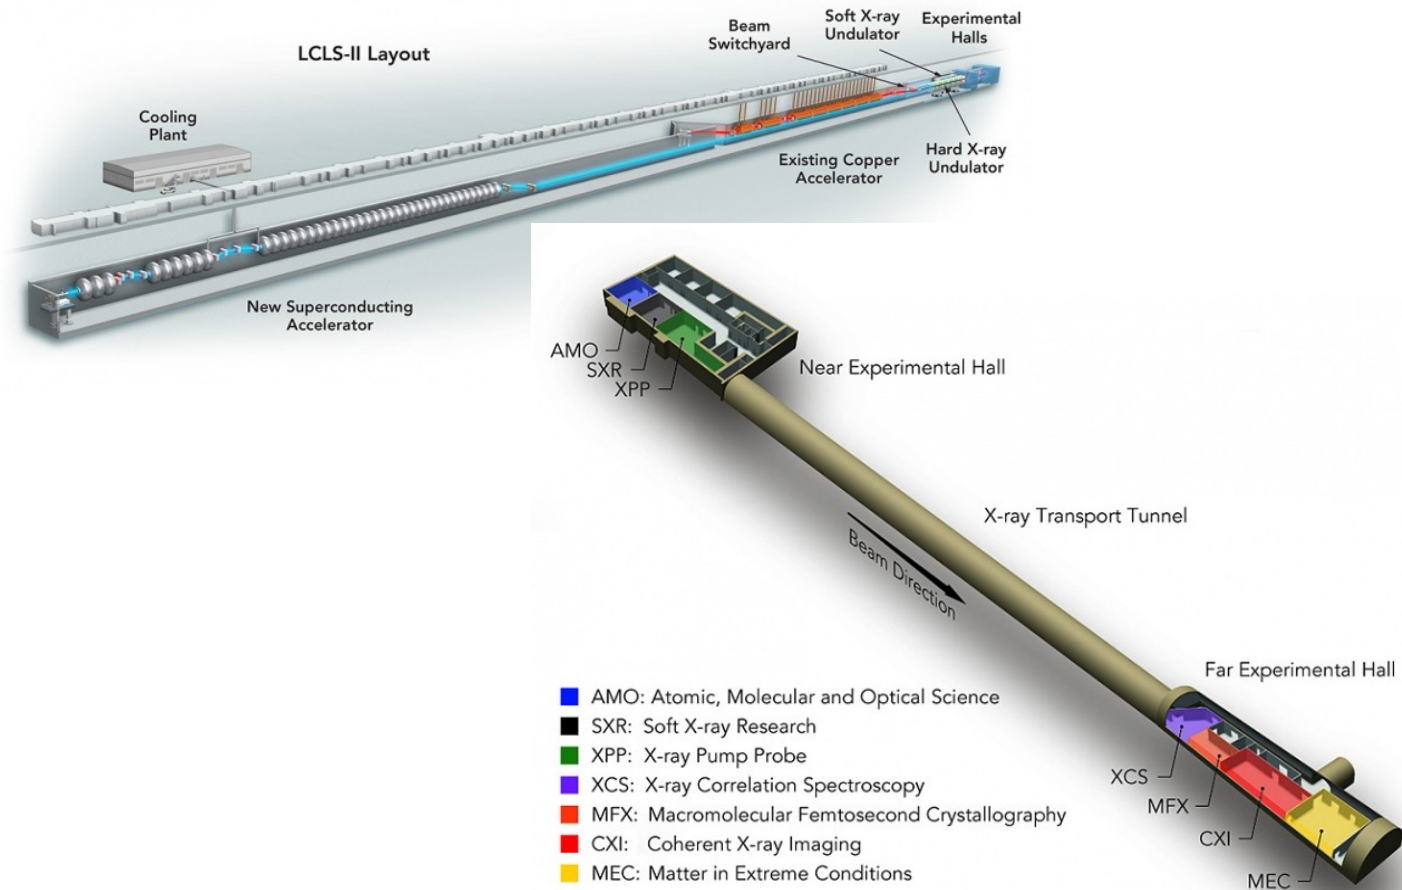 LCLS-II Layout
Cooling
Plant
Beam
Switchyard
Soft X-ray
Undulator
Experimental
Halls
Existing Copper
Accelerator
Hard X-ray
Undulator
New Superconducting
Accelerator
AMO
SXR
XPP
Near Experimental Hall
X-ray Transport Tunnel
Beam Direction
Far Experimental Hall
XCS
MFX
CXI
MEC
AMO: Atomic, Molecular and Optical Science
SXR: Soft X-ray Research
XPP: X-ray Pump Probe
XCS: X-ray Correlation Spectroscopy
MFX: Macromolecular Femtosecond Crystallography
CXI: Coherent X-ray Imaging
MEC: Matter in Extreme Conditions